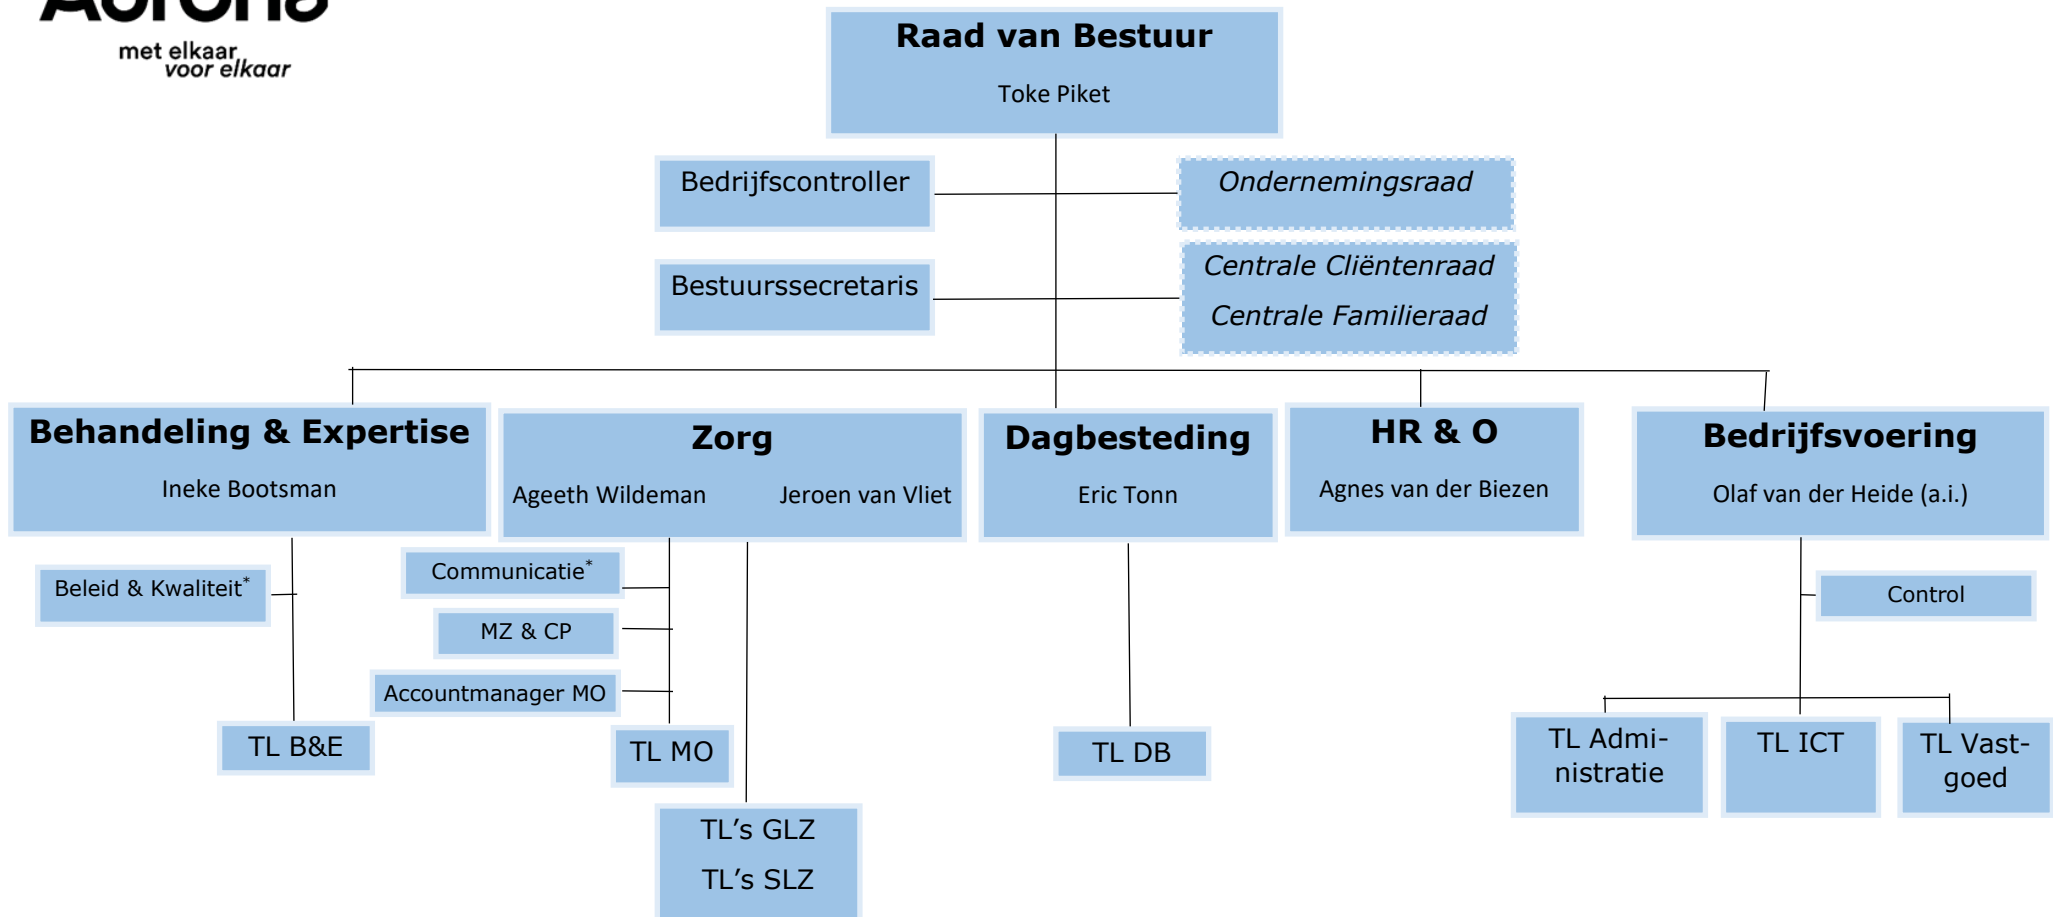 met elkaar
voor elkaar
Raad van Bestuur
Toke Piket
Bedrijfscontroller
Ondernemingsraad
Bestuurssecretaris
Centrale Cliëntenraad
Centrale Familieraad
Behandeling & Expertise
Ineke Bootsman
Zorg
Ageeth Wildeman Jeroen van Vliet
Dagbesteding
Eric Tonn
HR & O
Agnes van der Biezen
Bedrijfsvoering
Olaf van der Heide (a.i.)
Beleid & Kwaliteit*
Communicatie*
MZ & CP
Accountmanager MO
Control
TL B&E
TL MO
TL's GLZ
TL's SLZ
TL DB
TL Admi-
nistratie
TL ICT
TL Vast-
goed